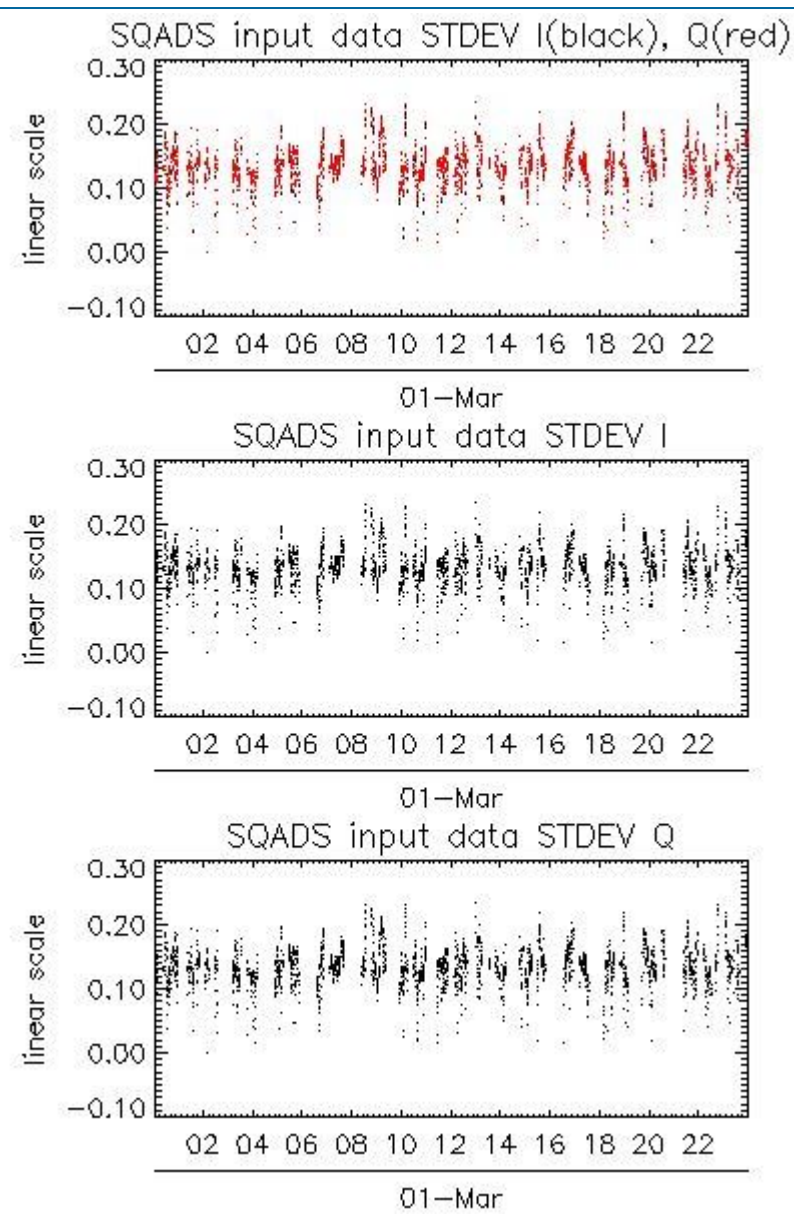 SQADS input data STDEV I(black), Q(red)
0.30
0.20
0.10
0.00
-0.10
linear scale
02 04 06 08 10 12 14 16 18 20 22
01-Mar
SQADS input data STDEV I
0.30
0.20
0.10
0.00
-0.10
linear scale
02 04 06 08 10 12 14 16 18 20 22
01-Mar
SQADS input data STDEV Q
0.30
0.20
0.10
0.00
-0.10
linear scale
02 04 06 08 10 12 14 16 18 20 22
01-Mar